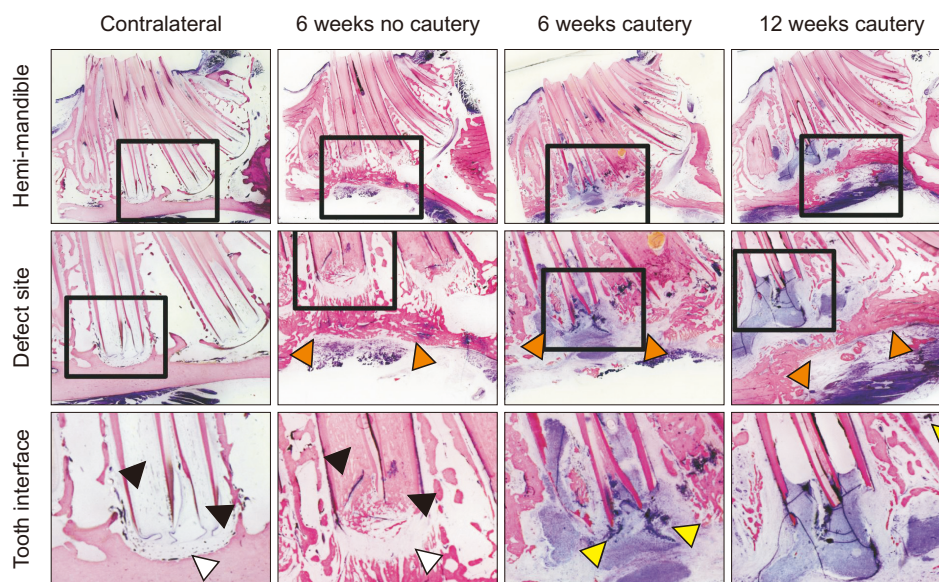 Contralateral
6 weeks no cautery
6 weeks cautery
12 weeks cautery
Hemi-mandible
Defect site
Tooth interface